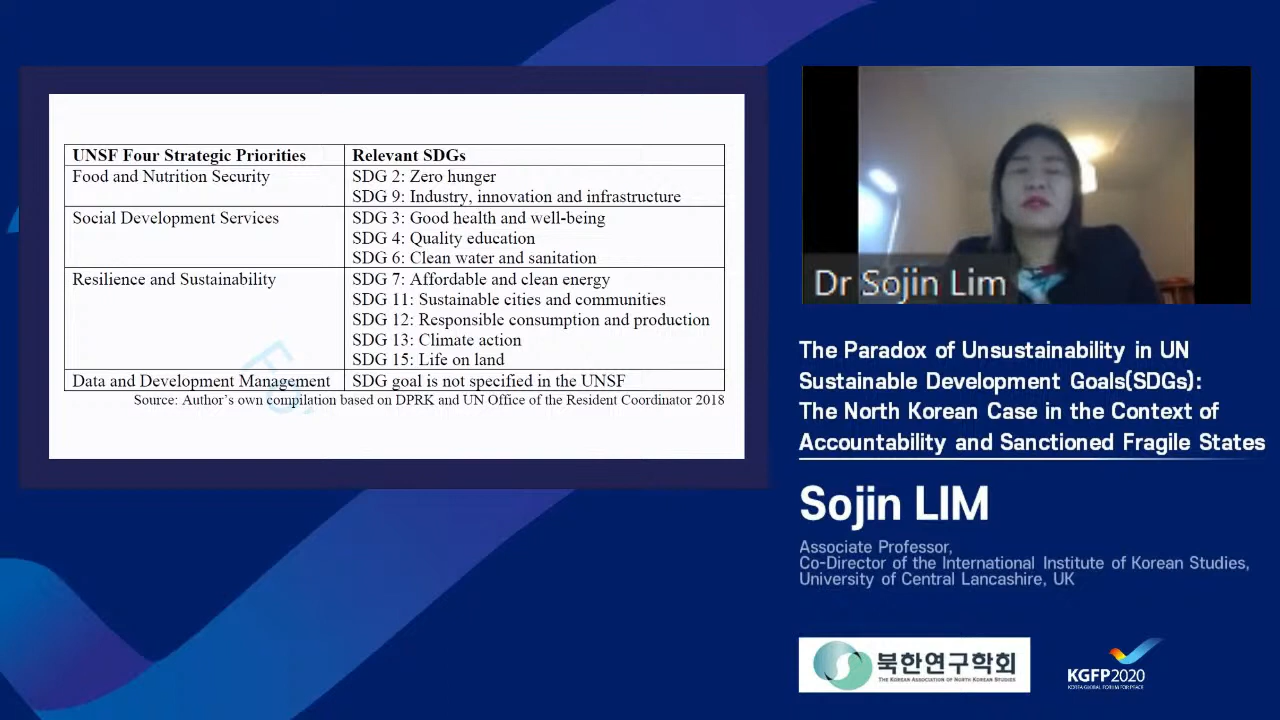 UNSF Four Strategic Priorities Relevant SDGs
Food and Nutrition Security SDG 2: Zero hunger
SDG 9: Industry, innovation and infrastructure
Social Development Services SDG 3: Good health and well-being
SDG 4: Quality education
SDG 6: Clean water and sanitation
Resilience and Sustainability SDG 7: Affordable and clean energy
SDG 11: Sustainable cities and communities
SDG 12: Responsible consumption and production
SDG 13: Climate action
SDG 15: Life on land
Data and Development Management SDG goal is not specified in the UNSF
Source: Author's own compilation based on DPRK and UN Office of the Resident Coordinator 2018
Dr Sojin Lim
The Paradox of Unsustainability in UN
Sustainable Development Goals(SDGs):
The North Korean Case in the Context of
Accountability and Sanctioned Fragile States
Sojin LIM
Associate Professor,
Co-Director of the International Institute of Korean Studies,
University of Central Lancashire, UK
북한연구학회
THE KOREAN ASSOCIATION OF NORTH KOREAN STUDIES
KGFP2020
KOREA GLOBAL FORUM FOR PEACE